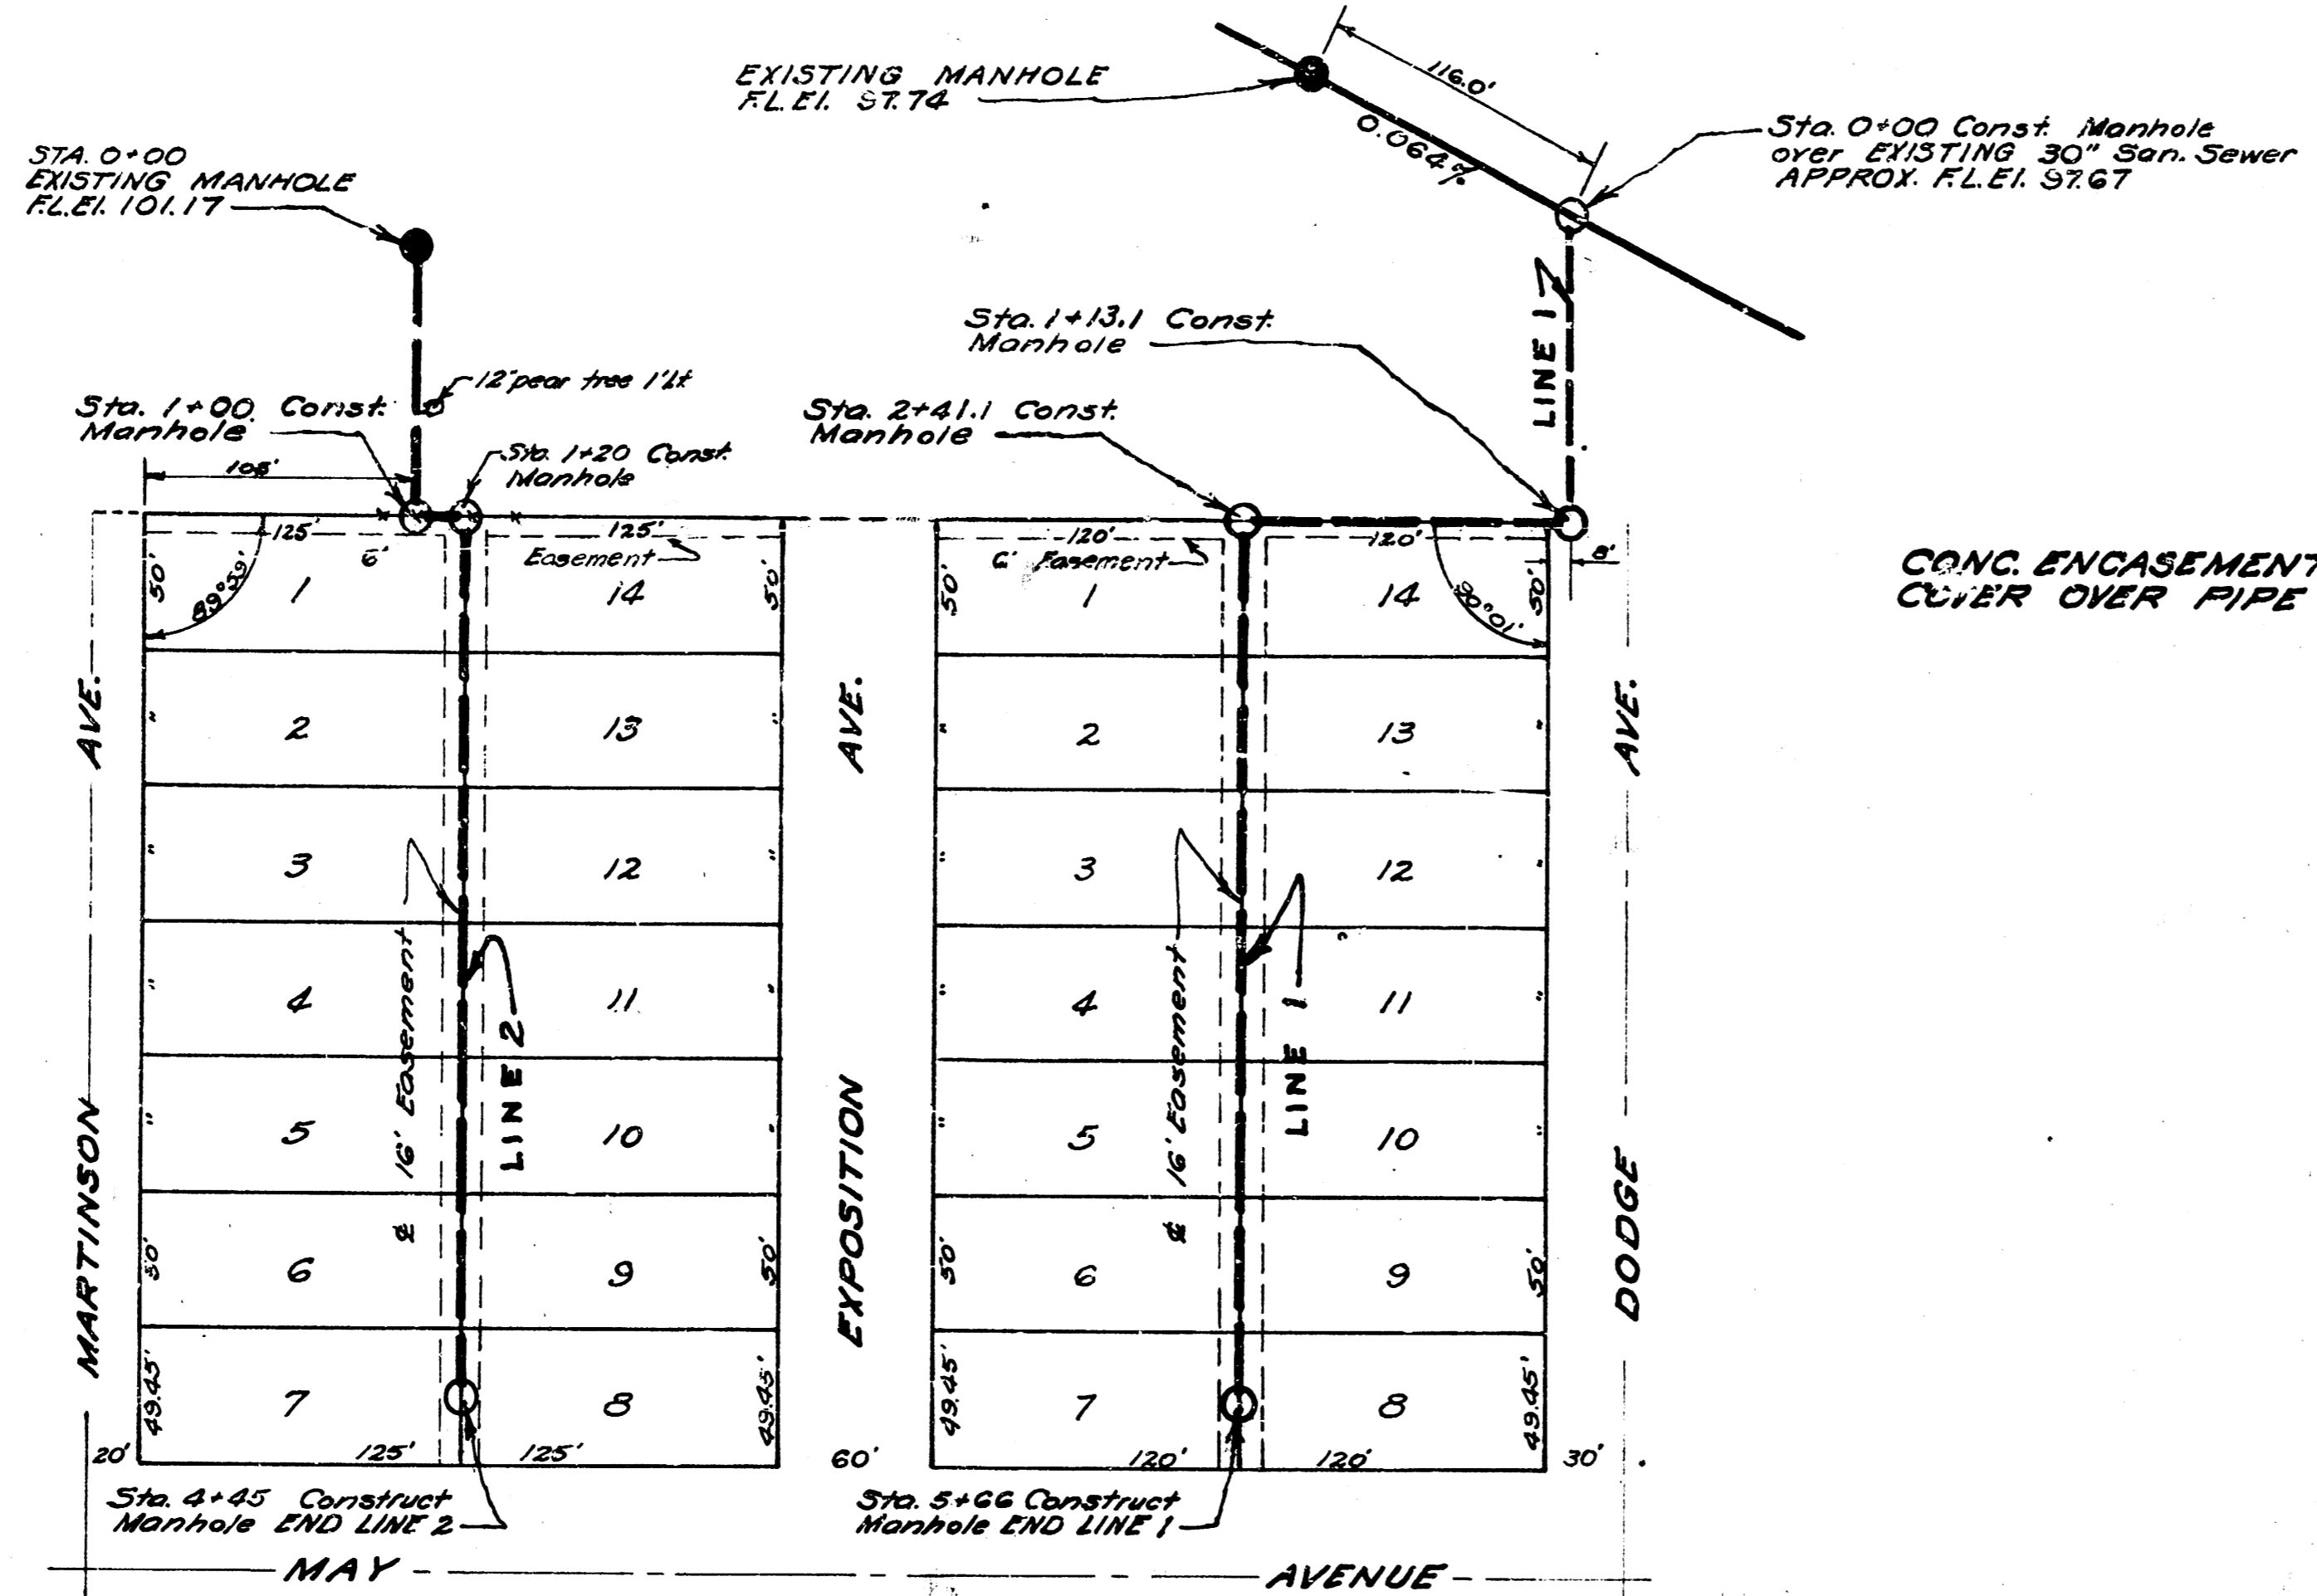 EXISTING MANHOLE
F.L.El. 97.74
116.0'
0.064%
Sta. 0+00 Const. Manhole
over EXISTING 30" San. Sewer
APPROX. F.L.El. 97.67
STA. 0+00
EXISTING MANHOLE
F.L.El. 101.17
LINE 1
Sta. 1+13.1 Const.
Manhole
12" pear tree 1' Lt
Sta. 1+00 Const.
Manhole
Sta. 2+41.1 Const.
Manhole
Sta. 1+20 Const.
Manhole
125'
6'
125'
Easement
120'
6' Easement
120'
8'
CONC. ENCASEMENT
COVER OVER PIPE
50'
89°59'
1
14
50'
50'
1
14
90°01'
50'
AVE.
AVE.
AVE.
"
2
13
"
"
2
13
"
"
3
12
"
"
3
12
"
"
4
11
"
"
4
11
"
16' Easement
LINE 2
16' Easement
LINE 1
"
5
10
"
"
5
10
"
MARTINSON
EXPOSITION
DODGE
50'
6
℄
9
50'
50'
6
℄
9
50'
49.45'
7
8
49.45'
49.45'
7
8
49.45'
20'
125'
125'
60'
120'
120'
30'
Sta. 4+45 Construct
Manhole END LINE 2
Sta. 5+66 Construct
Manhole END LINE 1
MAY
AVENUE